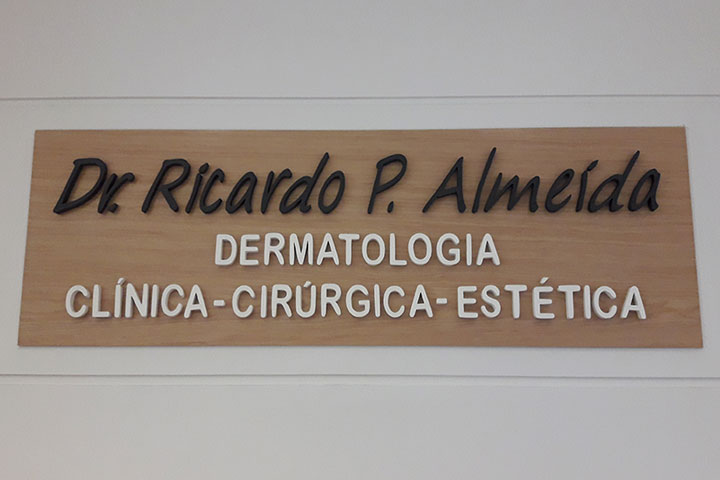 Dr. Ricardo P. Almeida
DERMATOLOGIA
CLÍNICA-CIRÚRGICA-ESTÉTICA